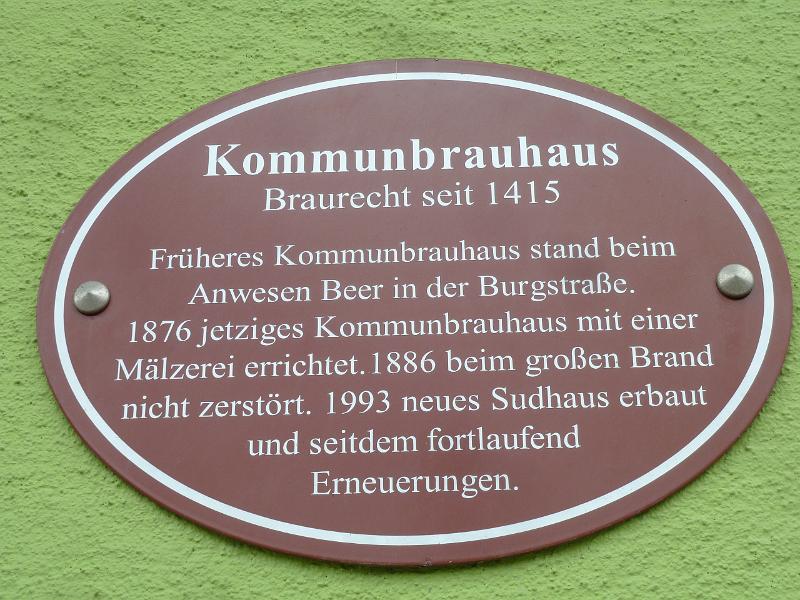 Kommunbrauhaus
Braurecht seit 1415
Früheres Kommunbrauhaus stand beim
Anwesen Beer in der Burgstraße.
1876 jetziges Kommunbrauhaus mit einer
Mälzerei errichtet. 1886 beim großen Brand
nicht zerstört. 1993 neues Sudhaus erbaut
und seitdem fortlaufend
Erneuerungen.